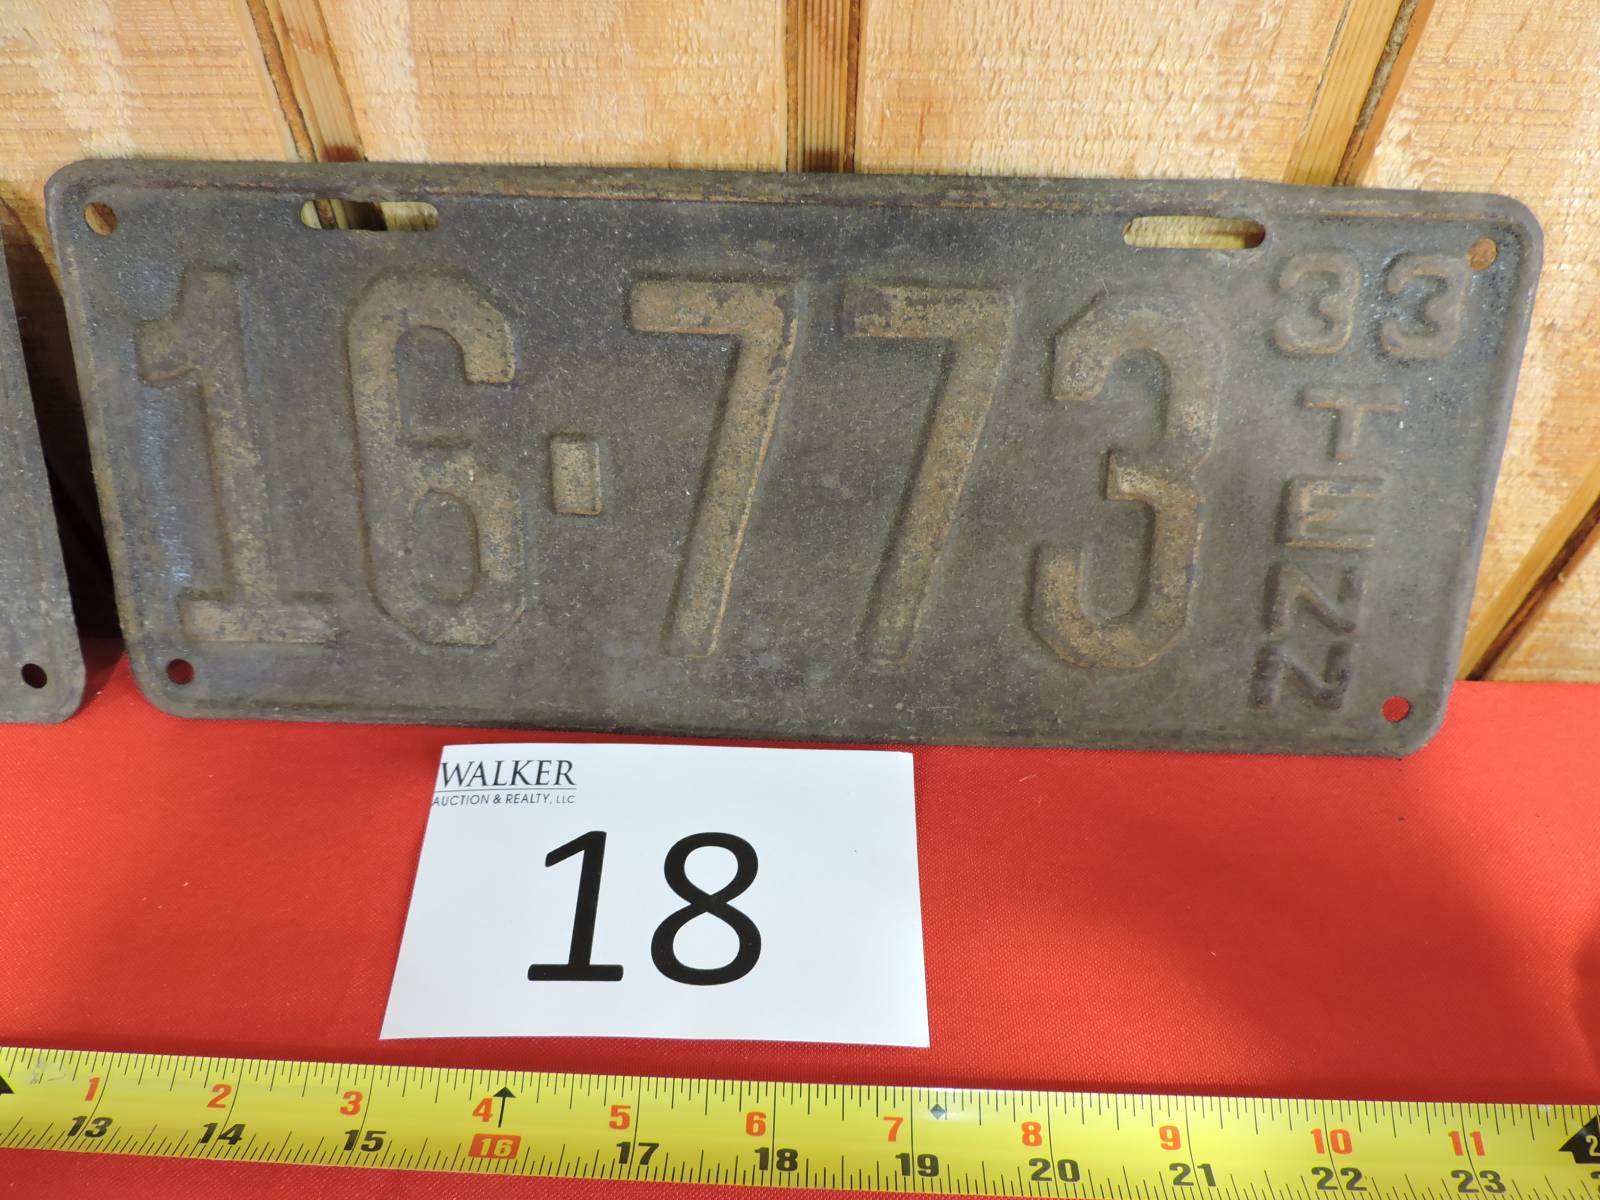 16-773
33
TENN
WALKER
AUCTION & REALTY, LLC
18
1 2 3 4 5 6 7 8 9 10 11
13 14 15 16 17 18 19 20 21 22 23